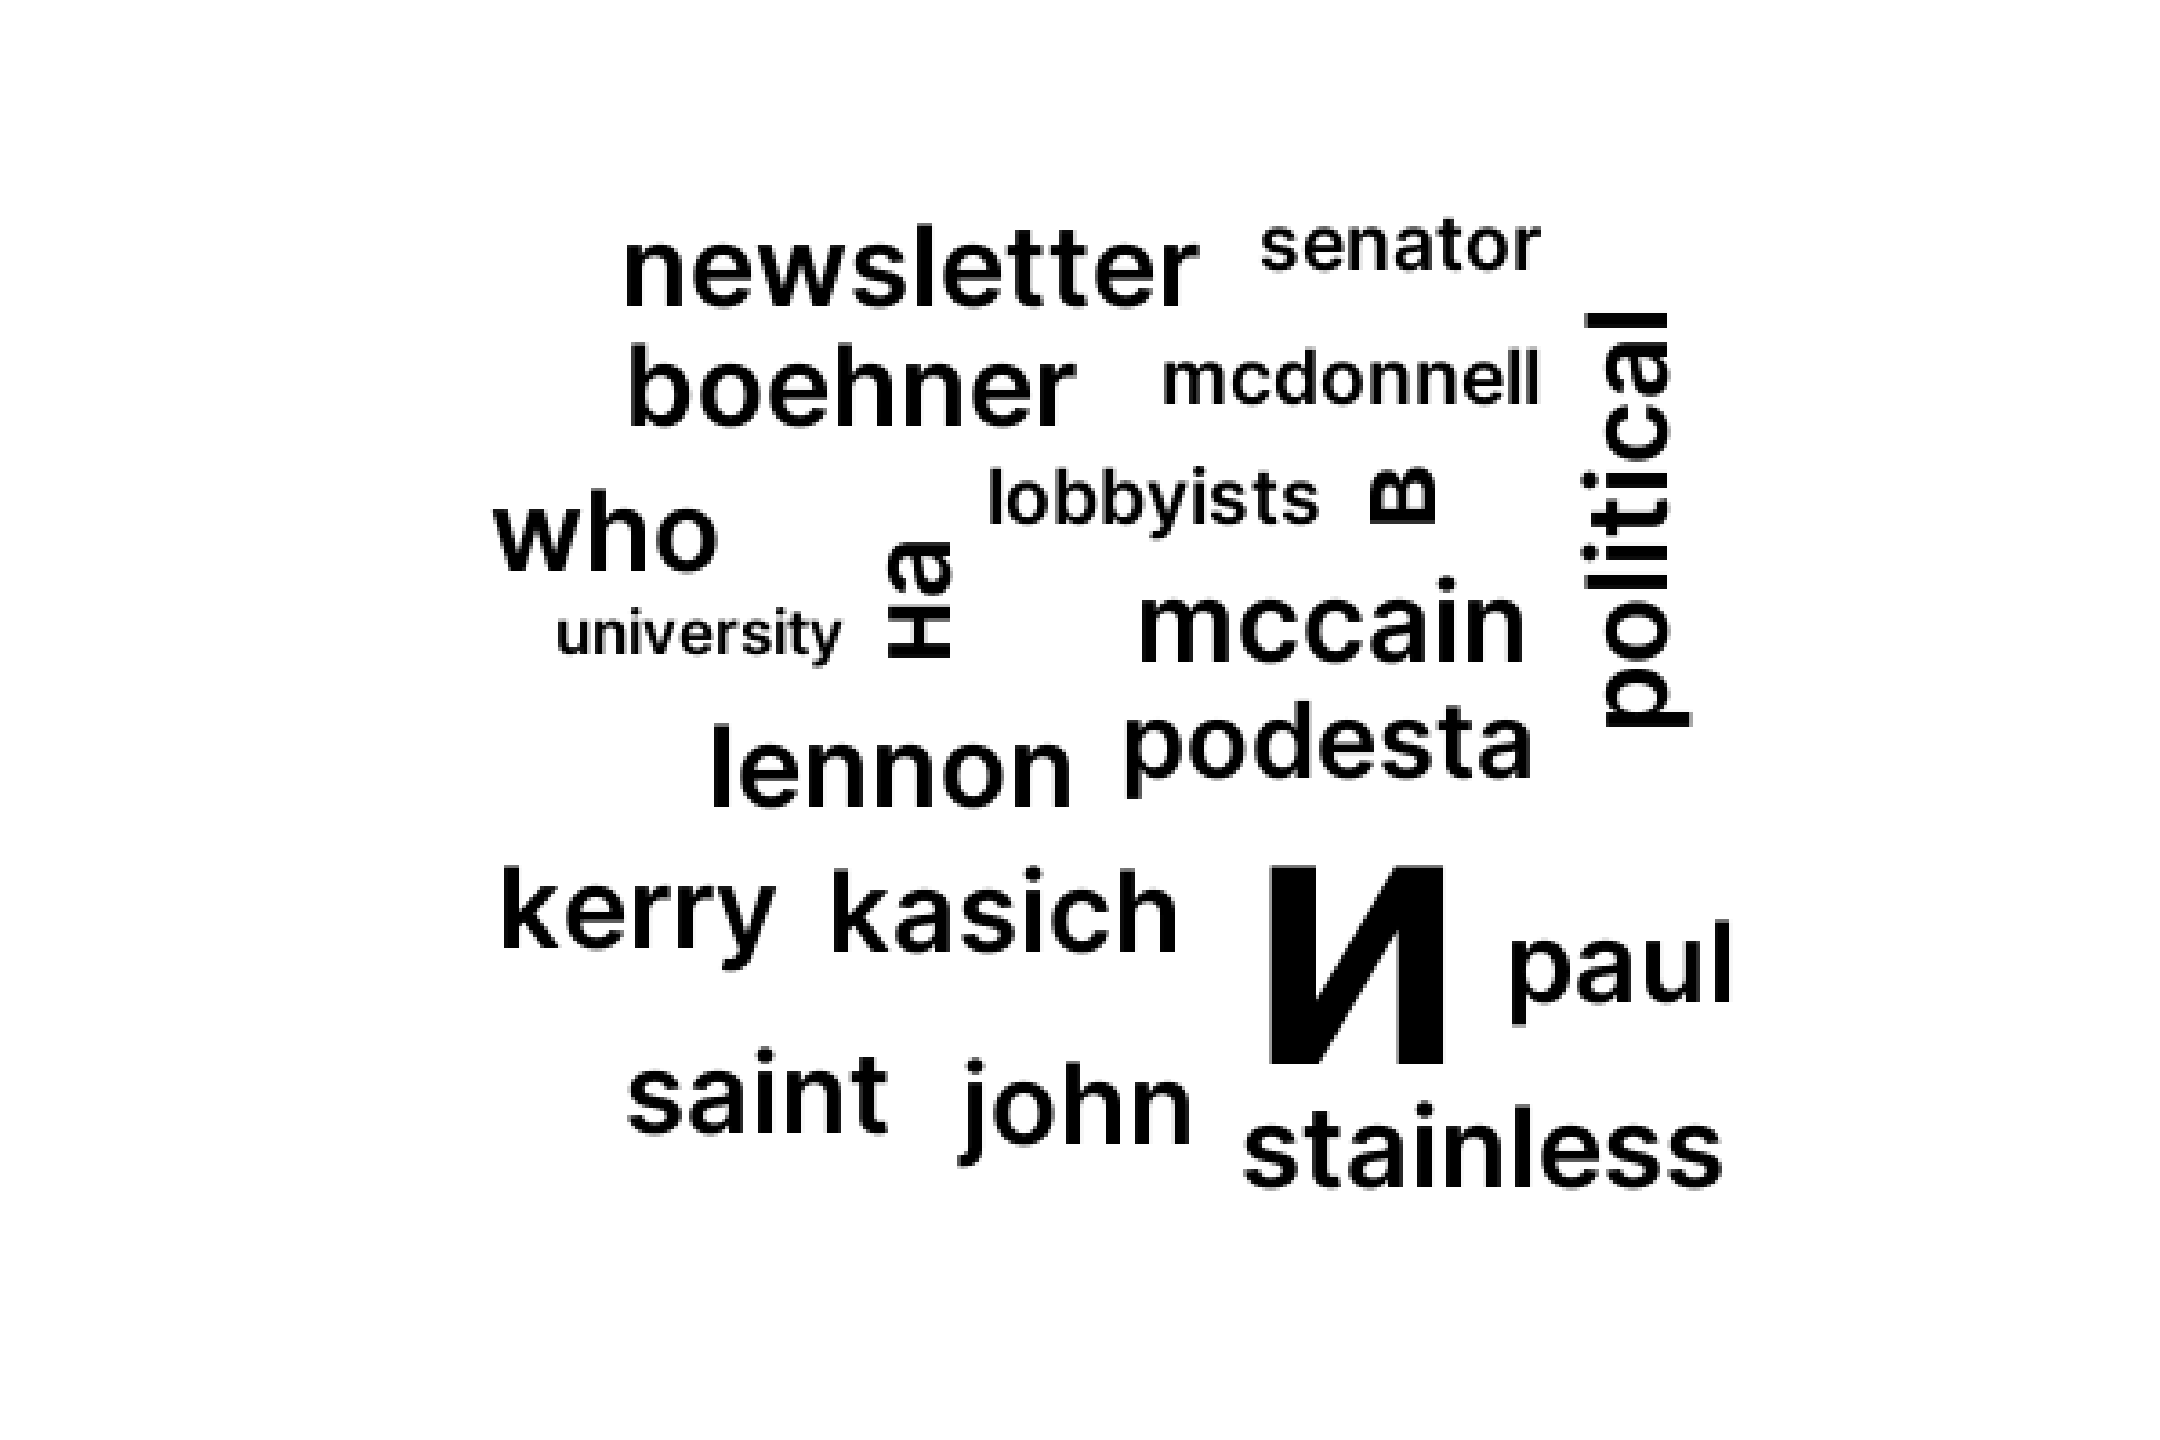 newsletter senator
boehner mcdonnell
political
lobbyists в
who
на
university
mccain
podesta
lennon
kerry kasich
И
paul
saint john
stainless